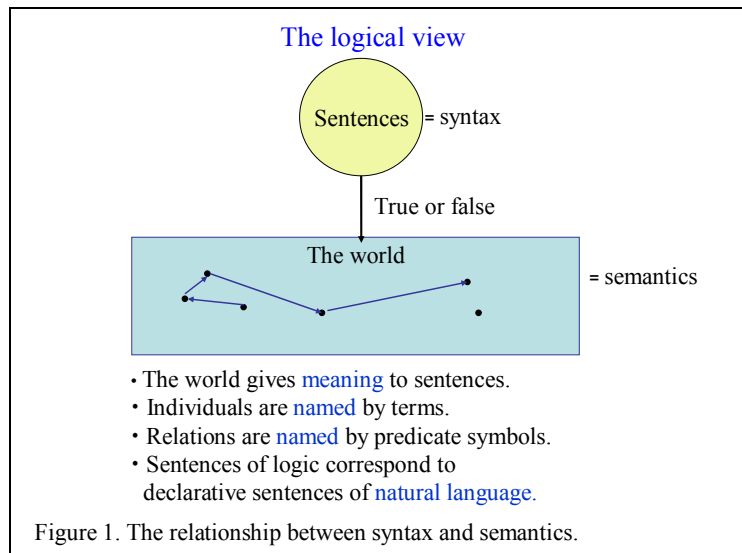 The logical view
Sentences
= syntax
True or false
The world
= semantics
• The world gives meaning to sentences.
• Individuals are named by terms.
• Relations are named by predicate symbols.
• Sentences of logic correspond to
declarative sentences of natural language.
Figure 1. The relationship between syntax and semantics.